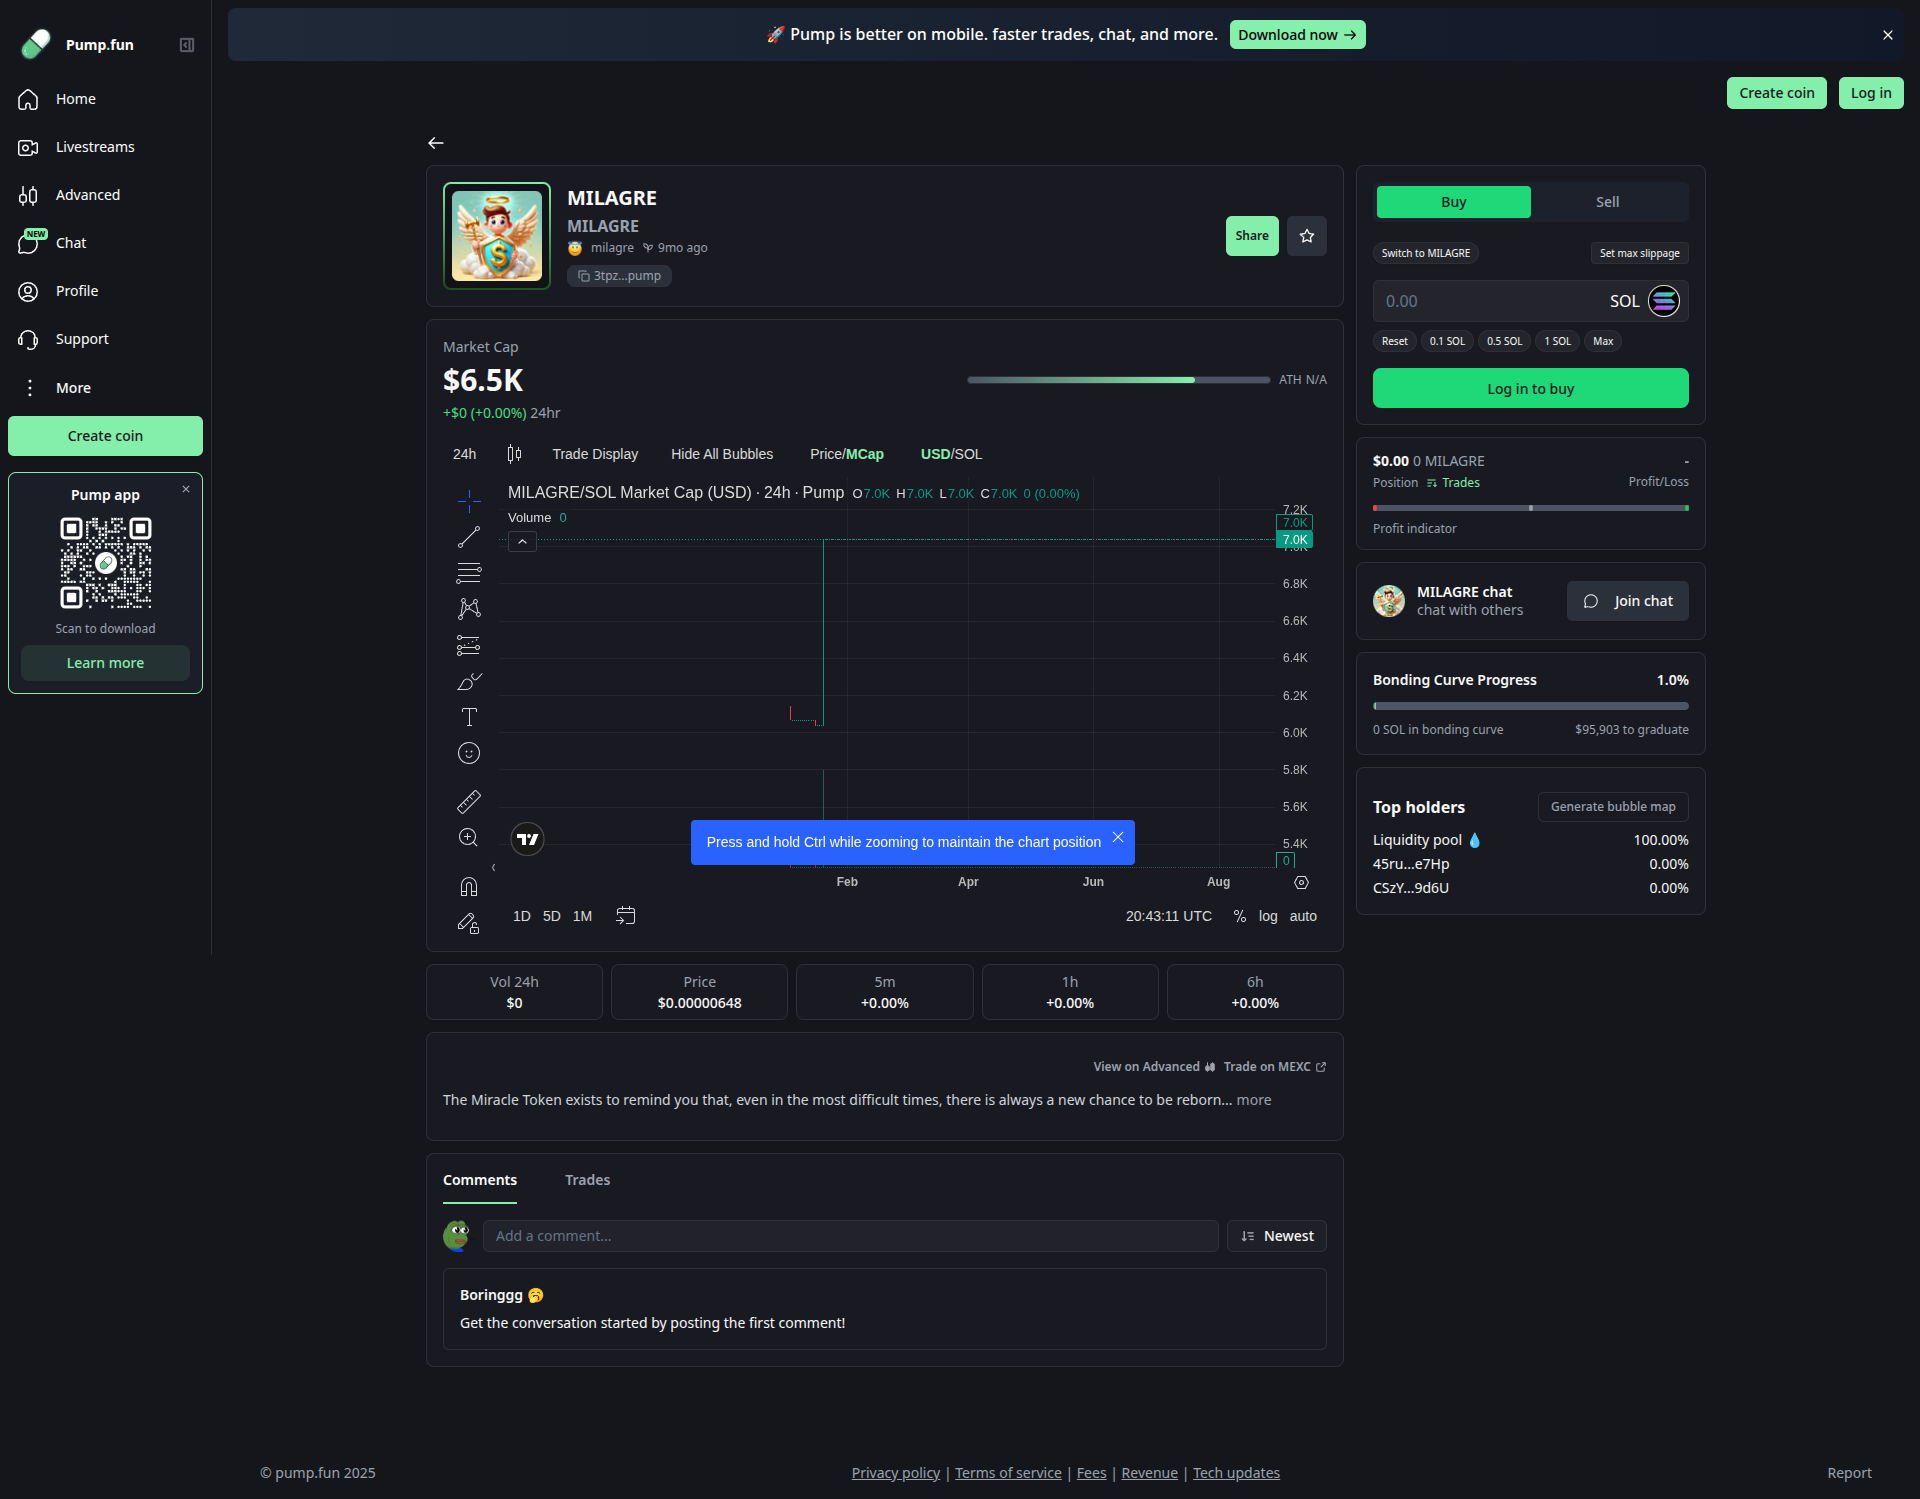 Pump.fun
Home
Livestreams
Advanced
NEW
Chat
Profile
Support
More
Create coin
Pump app
Scan to download
Learn more
🚀 Pump is better on mobile. faster trades, chat, and more. Download now →
Create coin Log in
MILAGRE
MILAGRE
milagre 9mo ago
3tpz...pump
Share
Market Cap
$6.5K
ATH N/A
+$0 (+0.00%) 24hr
24h Trade Display Hide All Bubbles Price/MCap USD/SOL
MILAGRE/SOL Market Cap (USD) · 24h · Pump O7.0K H7.0K L7.0K C7.0K 0 (0.00%)
Volume 0
7.2K
7.0K
7.0K
7.0K
6.8K
6.6K
6.4K
6.2K
6.0K
5.8K
5.6K
5.4K
0
Press and hold Ctrl while zooming to maintain the chart position
Feb Apr Jun Aug
1D 5D 1M 20:43:11 UTC % log auto
Vol 24h
$0
Price
$0.00000648
5m
+0.00%
1h
+0.00%
6h
+0.00%
View on Advanced Trade on MEXC
The Miracle Token exists to remind you that, even in the most difficult times, there is always a new chance to be reborn... more
Comments Trades
Add a comment...
Newest
Boringgg 🥱
Get the conversation started by posting the first comment!
Buy Sell
Switch to MILAGRE Set max slippage
0.00 SOL
Reset 0.1 SOL 0.5 SOL 1 SOL Max
Log in to buy
$0.00 0 MILAGRE -
Position Trades Profit/Loss
Profit indicator
MILAGRE chat
chat with others
Join chat
Bonding Curve Progress 1.0%
0 SOL in bonding curve $95,903 to graduate
Top holders Generate bubble map
Liquidity pool 💧 100.00%
45ru...e7Hp 0.00%
CSzY...9d6U 0.00%
© pump.fun 2025
Privacy policy | Terms of service | Fees | Revenue | Tech updates
Report